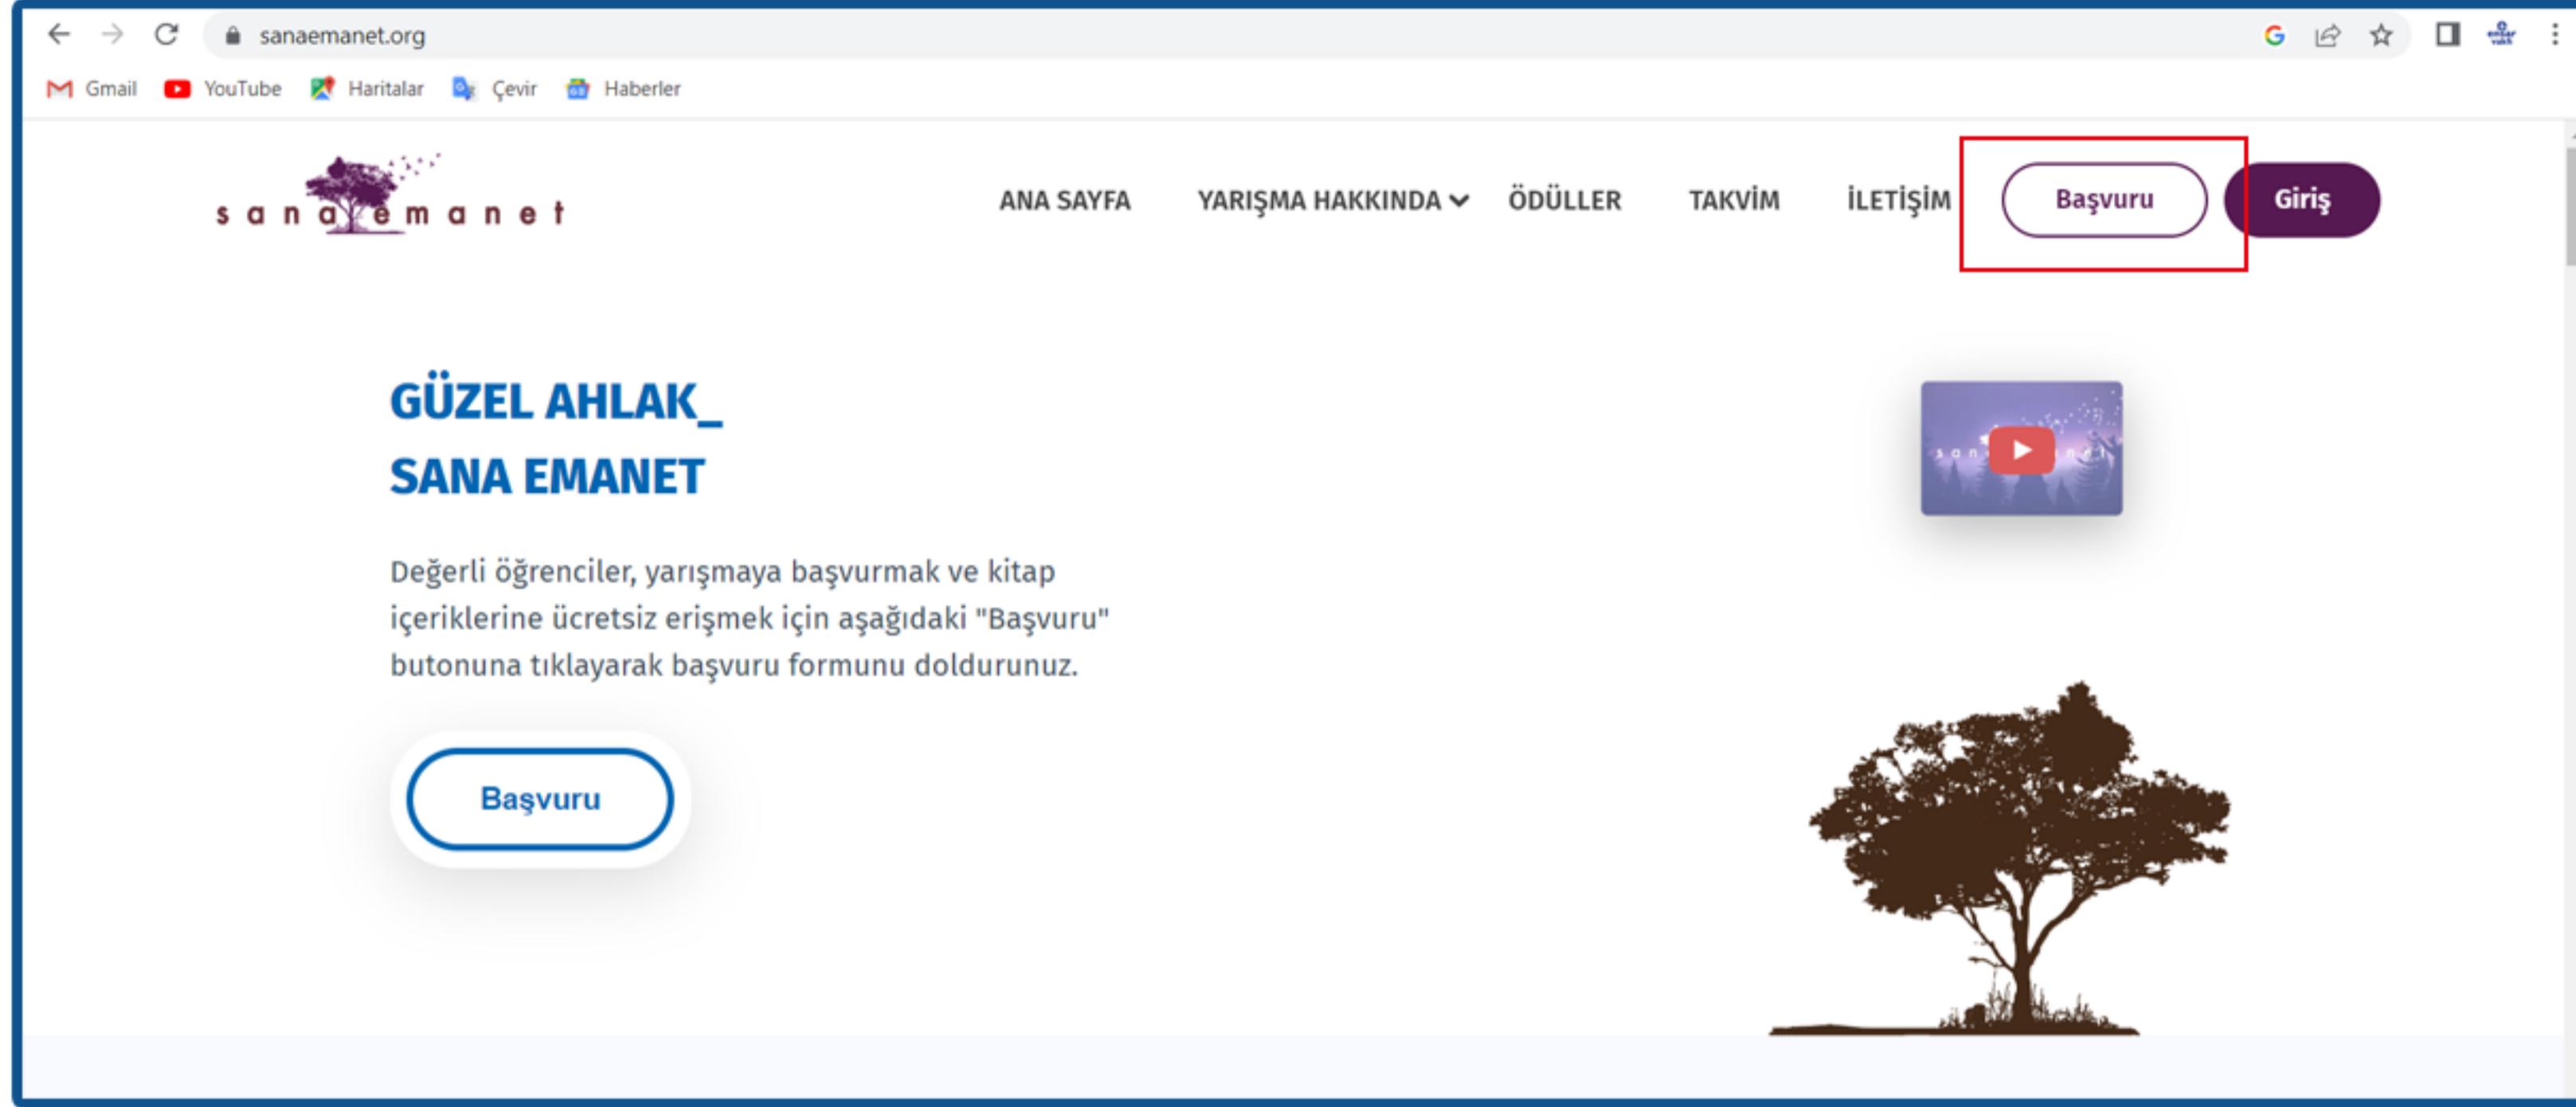 sanaemanet.org
Gmail YouTube Haritalar Çevir Haberler
sanaemanet
ANA SAYFA YARIŞMA HAKKINDA ÖDÜLLER TAKVİM İLETİŞİM Başvuru Giriş
GÜZEL AHLAK_
SANA EMANET
Değerli öğrenciler, yarışmaya başvurmak ve kitap
içeriklerine ücretsiz erişmek için aşağıdaki "Başvuru"
butonuna tıklayarak başvuru formunu doldurunuz.
Başvuru